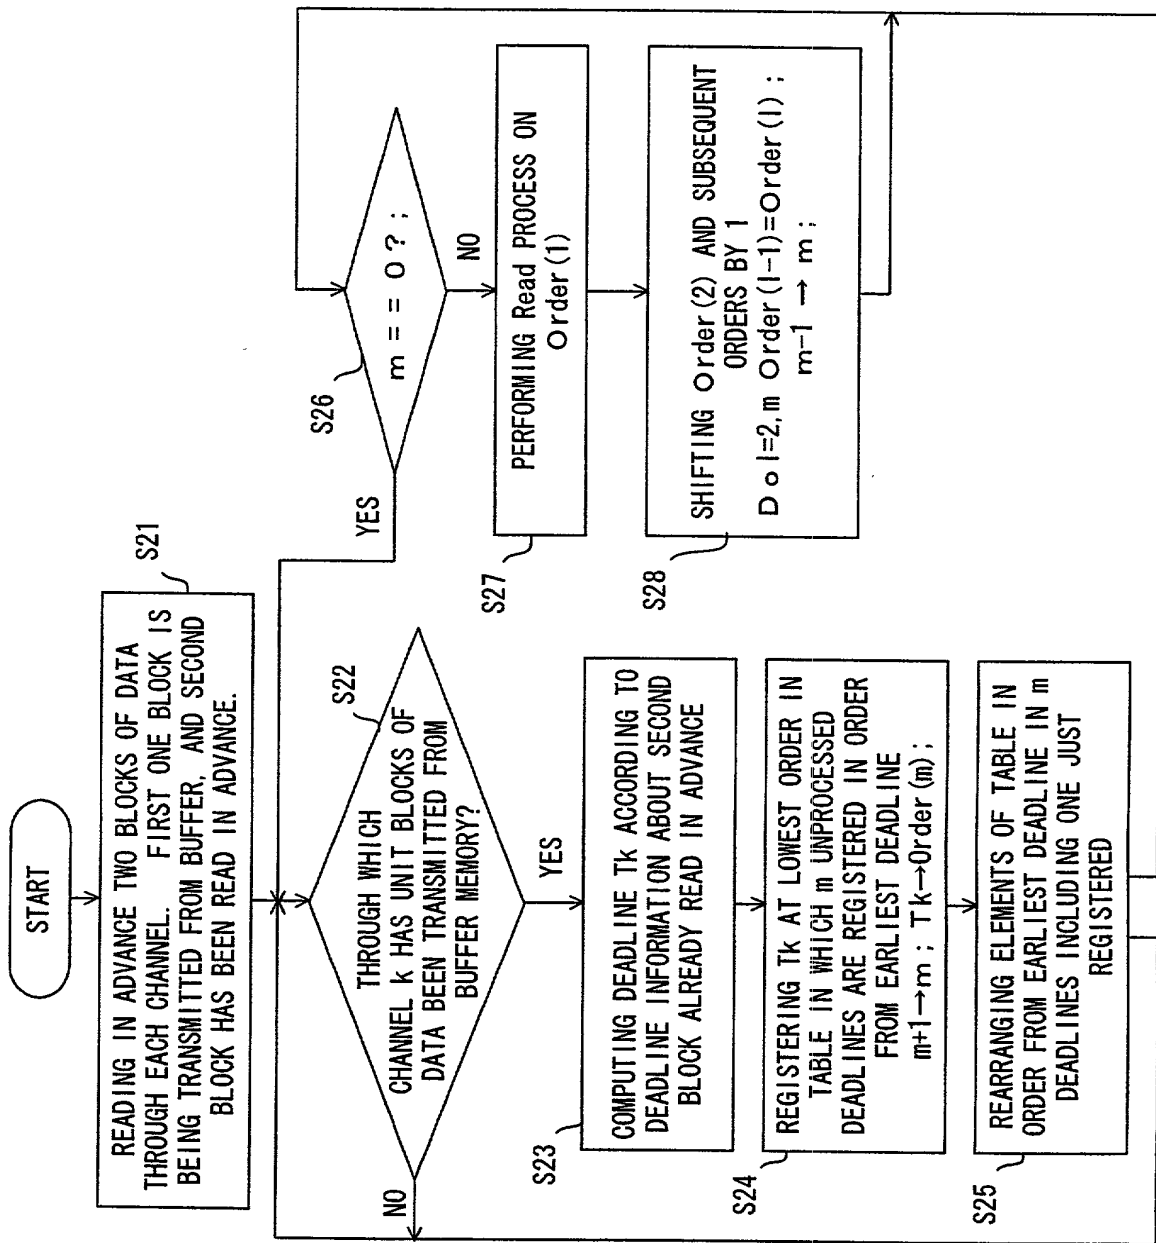 START
S21
READING IN ADVANCE TWO BLOCKS OF DATA
THROUGH EACH CHANNEL. FIRST ONE BLOCK IS
BEING TRANSMITTED FROM BUFFER, AND SECOND
BLOCK HAS BEEN READ IN ADVANCE.
S22
THROUGH WHICH
CHANNEL k HAS UNIT BLOCKS OF
DATA BEEN TRANSMITTED FROM
BUFFER MEMORY?
NO
YES
S23
COMPUTING DEADLINE Tk ACCORDING TO
DEADLINE INFORMATION ABOUT SECOND
BLOCK ALREADY READ IN ADVANCE
S24
REGISTERING Tk AT LOWEST ORDER IN
TABLE IN WHICH m UNPROCESSED
DEADLINES ARE REGISTERED IN ORDER
FROM EARLIEST DEADLINE
m+1→m; Tk→Order(m);
S25
REARRANGING ELEMENTS OF TABLE IN
ORDER FROM EARLIEST DEADLINE IN m
DEADLINES INCLUDING ONE JUST
REGISTERED
S26
m==0?;
YES
NO
S27
PERFORMING Read PROCESS ON
Order(1)
S28
SHIFTING Order(2) AND SUBSEQUENT
ORDERS BY 1
Do l=2,m Order(l-1)=Order(l);
m-1 → m;